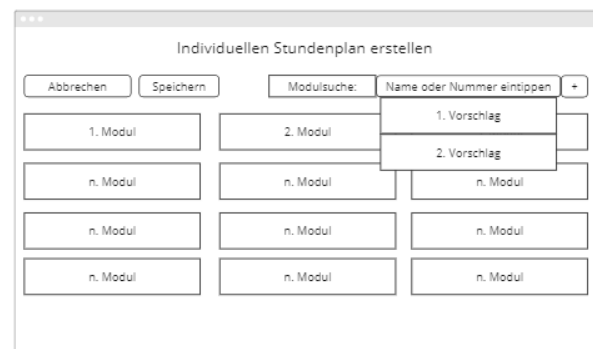 Individuellen Stundenplan erstellen
Abbrechen Speichern Modulsuche: Name oder Nummer eintippen +
1. Vorschlag
1. Modul 2. Modul
2. Vorschlag
n. Modul n. Modul n. Modul
n. Modul n. Modul n. Modul
n. Modul n. Modul n. Modul